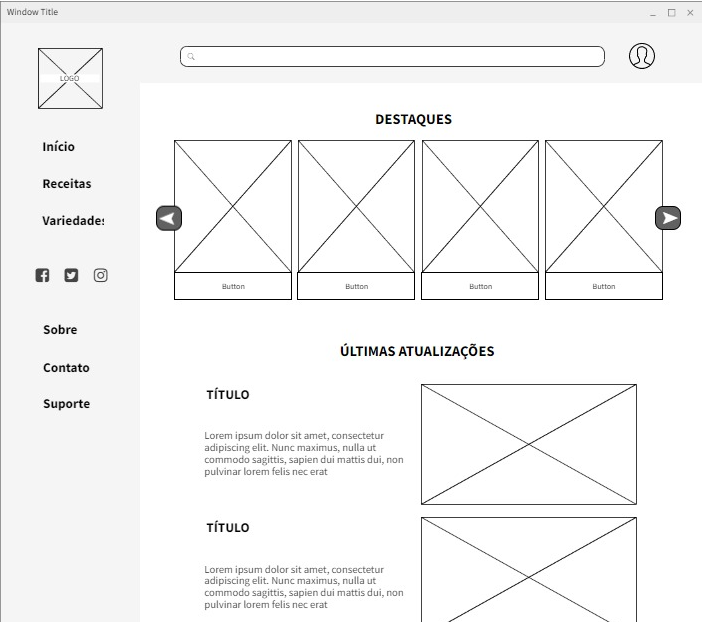 Window Title
LOGO
Início
Receitas
Variedades
Sobre
Contato
Suporte
DESTAQUES
Button
Button
Button
Button
ÚLTIMAS ATUALIZAÇÕES
TÍTULO
Lorem ipsum dolor sit amet, consectetur
adipiscing elit. Nunc maximus, nulla ut
commodo sagittis, sapien dui mattis dui, non
pulvinar lorem felis nec erat
TÍTULO
Lorem ipsum dolor sit amet, consectetur
adipiscing elit. Nunc maximus, nulla ut
commodo sagittis, sapien dui mattis dui, non
pulvinar lorem felis nec erat